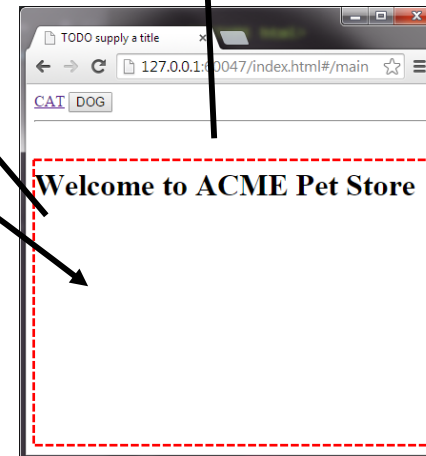 TODO supply a title
127.0.0.1:60047/index.html#/main
CAT DOG
Welcome to ACME Pet Store